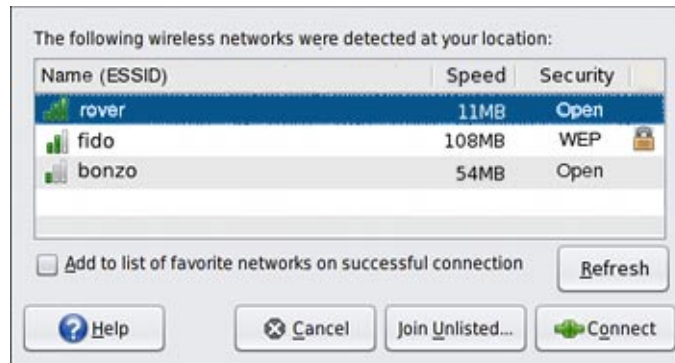 The following wireless networks were detected at your location:
Name (ESSID) Speed Security
rover 11MB Open
fido 108MB WEP
bonzo 54MB Open
Add to list of favorite networks on successful connection
Refresh
Help Cancel Join Unlisted... Connect